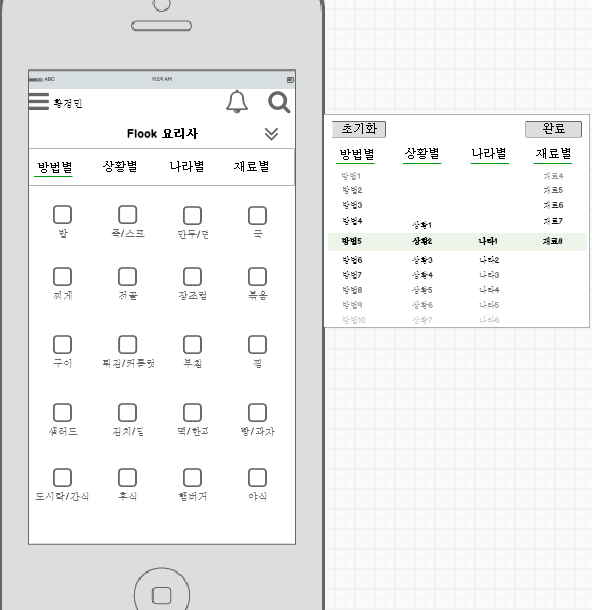 ABC 11:29 AM
황경민
Flook 요리사
방법별 상황별 나라별 재료별
밥 죽/스프 만두/면 국
찌개 전골 장조림 볶음
구이 튀김/커틀릿 부침 찜
샐러드 김치/ 떡/한과 빵/과자
도시락/간식 후식 햄버거 야식
초기화 완료
방법별 상황별 나라별 재료별
방법1 재료4
방법2 재료5
방법3 재료6
방법4 상황1 재료7
방법5 상황2 나라1 재료8
방법6 상황3 나라2
방법7 상황4 나라3
방법8 상황5 나라4
방법9 상황6 나라5
방법10 상황7 나라6